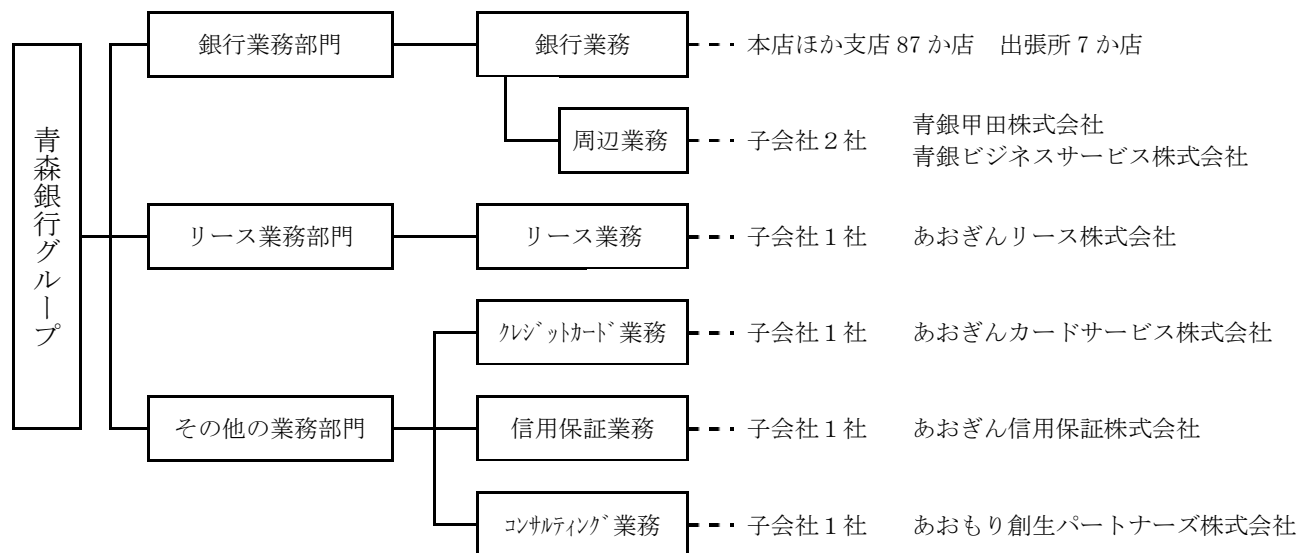 青森銀行グループ
銀行業務部門
銀行業務
本店ほか支店 87 か店　出張所 7 か店
周辺業務
子会社２社
青銀甲田株式会社
青銀ビジネスサービス株式会社
リース業務部門
リース業務
子会社１社
あおぎんリース株式会社
その他の業務部門
ｸﾚｼﾞｯﾄｶｰﾄﾞ業務
子会社１社
あおぎんカードサービス株式会社
信用保証業務
子会社１社
あおぎん信用保証株式会社
ｺﾝｻﾙﾃｨﾝｸﾞ業務
子会社１社
あおもり創生パートナーズ株式会社